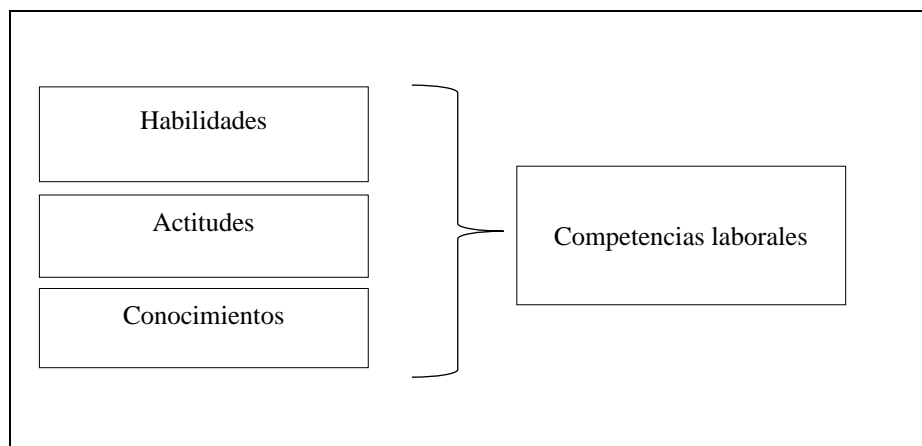 Habilidades
Actitudes
Conocimientos
Competencias laborales